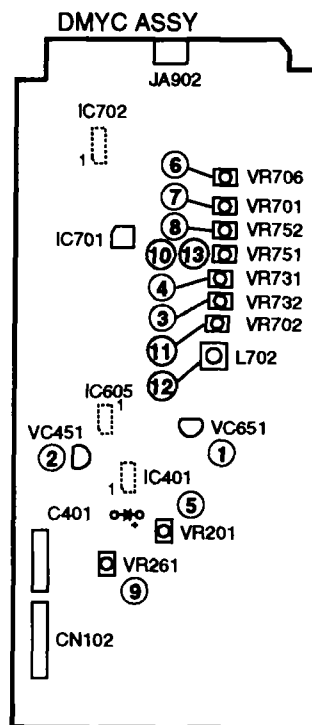 DMYC ASSY
JA902
IC702
1
6 VR706
7 VR701
IC701
8 VR752
10 13 VR751
4 VR731
3 VR732
11 VR702
L702
12
IC605
1
VC451
2
VC651
1
IC401
1
C401
+
5
VR201
VR261
9
CN102